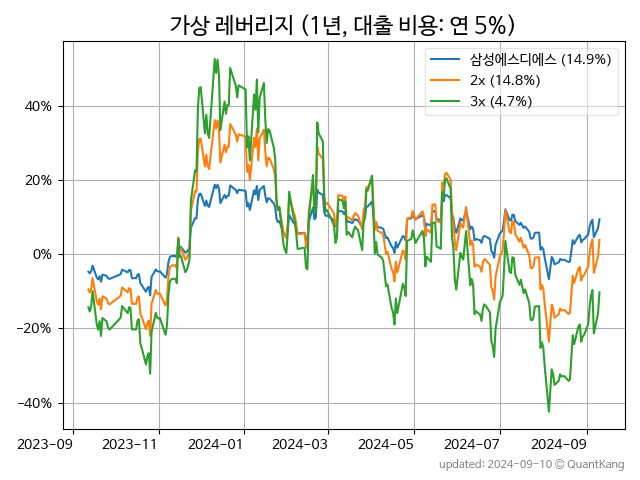 가상 레버리지 (1년, 대출 비용: 연 5%)
삼성에스디에스 (14.9%)
2x (14.8%)
3x (4.7%)
40%
20%
0%
−20%
−40%
2023-09 2023-11 2024-01 2024-03 2024-05 2024-07 2024-09
updated: 2024-09-10 ⓒ QuantKang